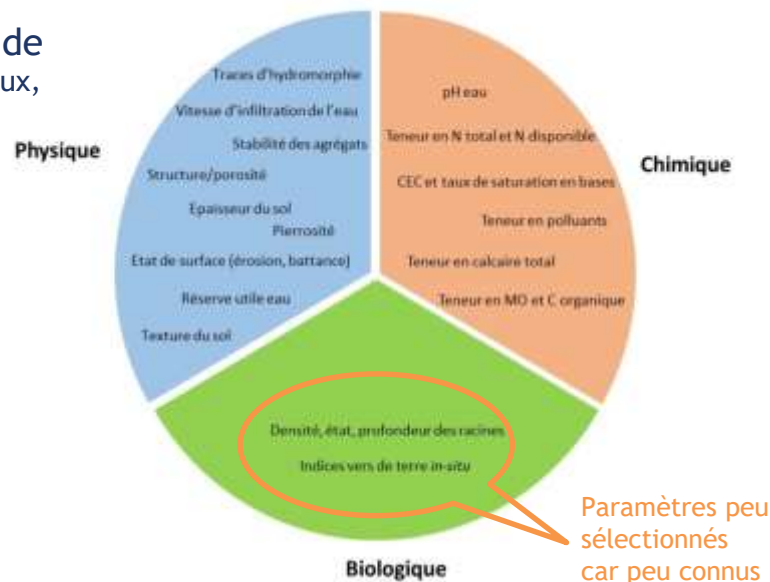 de
ux,
Physique
Traces d'hydromorphie
Vitesse d'infiltration de l'eau
Stabilité des agrégats
Structure/porosité
Epaisseur du sol
Pierrosité
Etat de surface (érosion, battance)
Réserve utile eau
Texture du sol
Chimique
pH eau
Teneur en N total et N disponible
CEC et taux de saturation en bases
Teneur en polluants
Teneur en calcaire total
Teneur en MO et C organique
Densité, état, profondeur des racines
Indices vers de terre in-situ
Biologique
Paramètres peu
sélectionnés
car peu connus